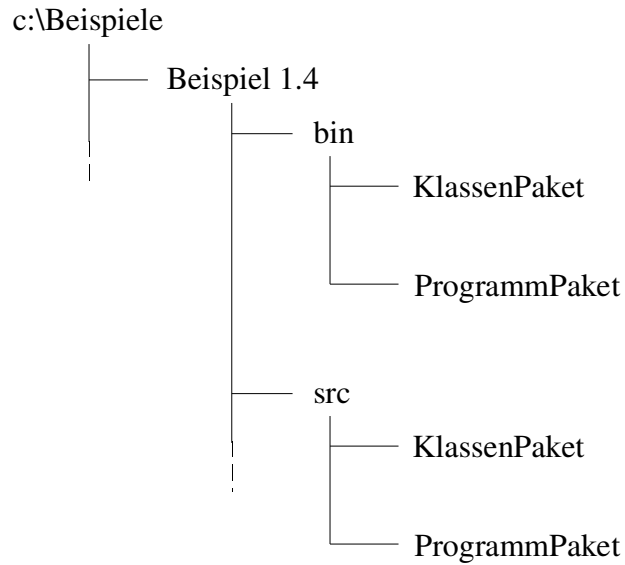 c:\Beispiele
Beispiel 1.4
bin
KlassenPaket
ProgrammPaket
src
KlassenPaket
ProgrammPaket